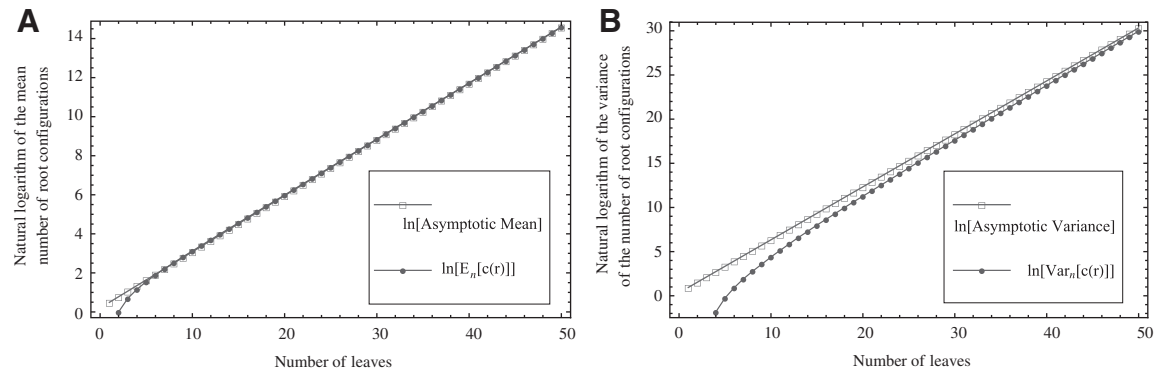 A
Natural logarithm of the mean
number of root configurations
14
12
10
8
6
4
2
0
ln[Asymptotic Mean]
ln[Eₙ[c(r)]]
0
10
20
30
40
50
Number of leaves
B
Natural logarithm of the variance
of the number of root configurations
30
25
20
15
10
5
0
ln[Asymptotic Variance]
ln[Varₙ[c(r)]]
0
10
20
30
40
50
Number of leaves